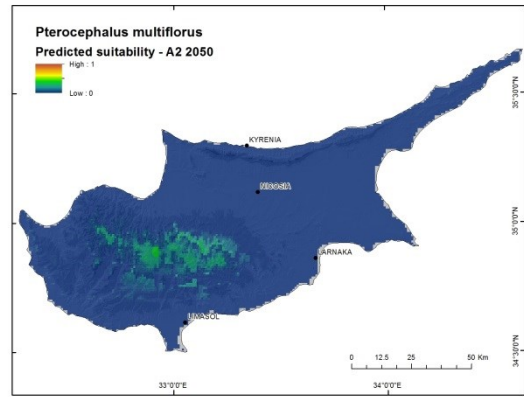 Pterocephalus multiflorus
Predicted suitability - A2 2050
High : 1
Low : 0
KYRENIA
NICOSIA
LARNAKA
LIMASOL
0 12.5 25 50 Km
33°0'0"E 34°0'0"E
35°30'0"N
35°0'0"N
34°30'0"N